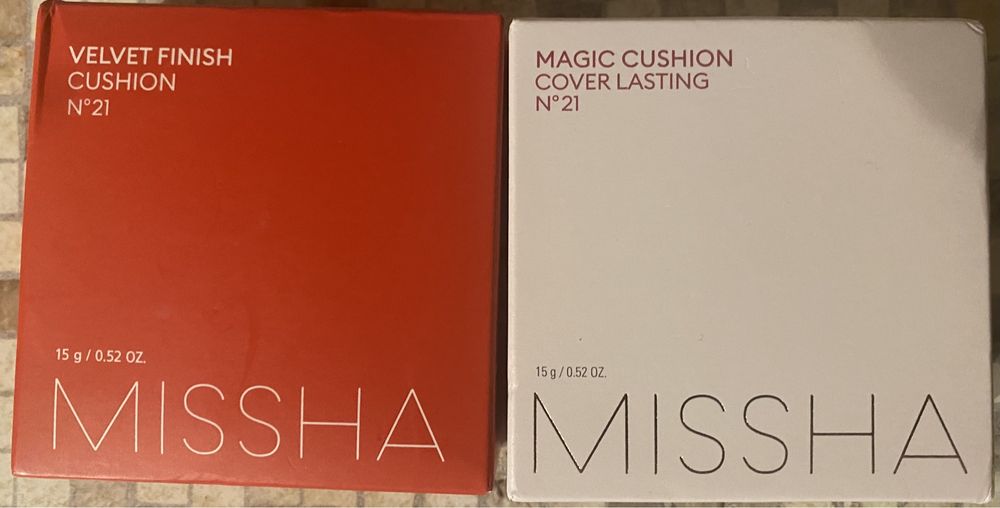 VELVET FINISH
CUSHION
N°21
15 g / 0.52 OZ.
MISSHA
MAGIC CUSHION
COVER LASTING
N°21
15 g / 0.52 OZ.
MISSHA